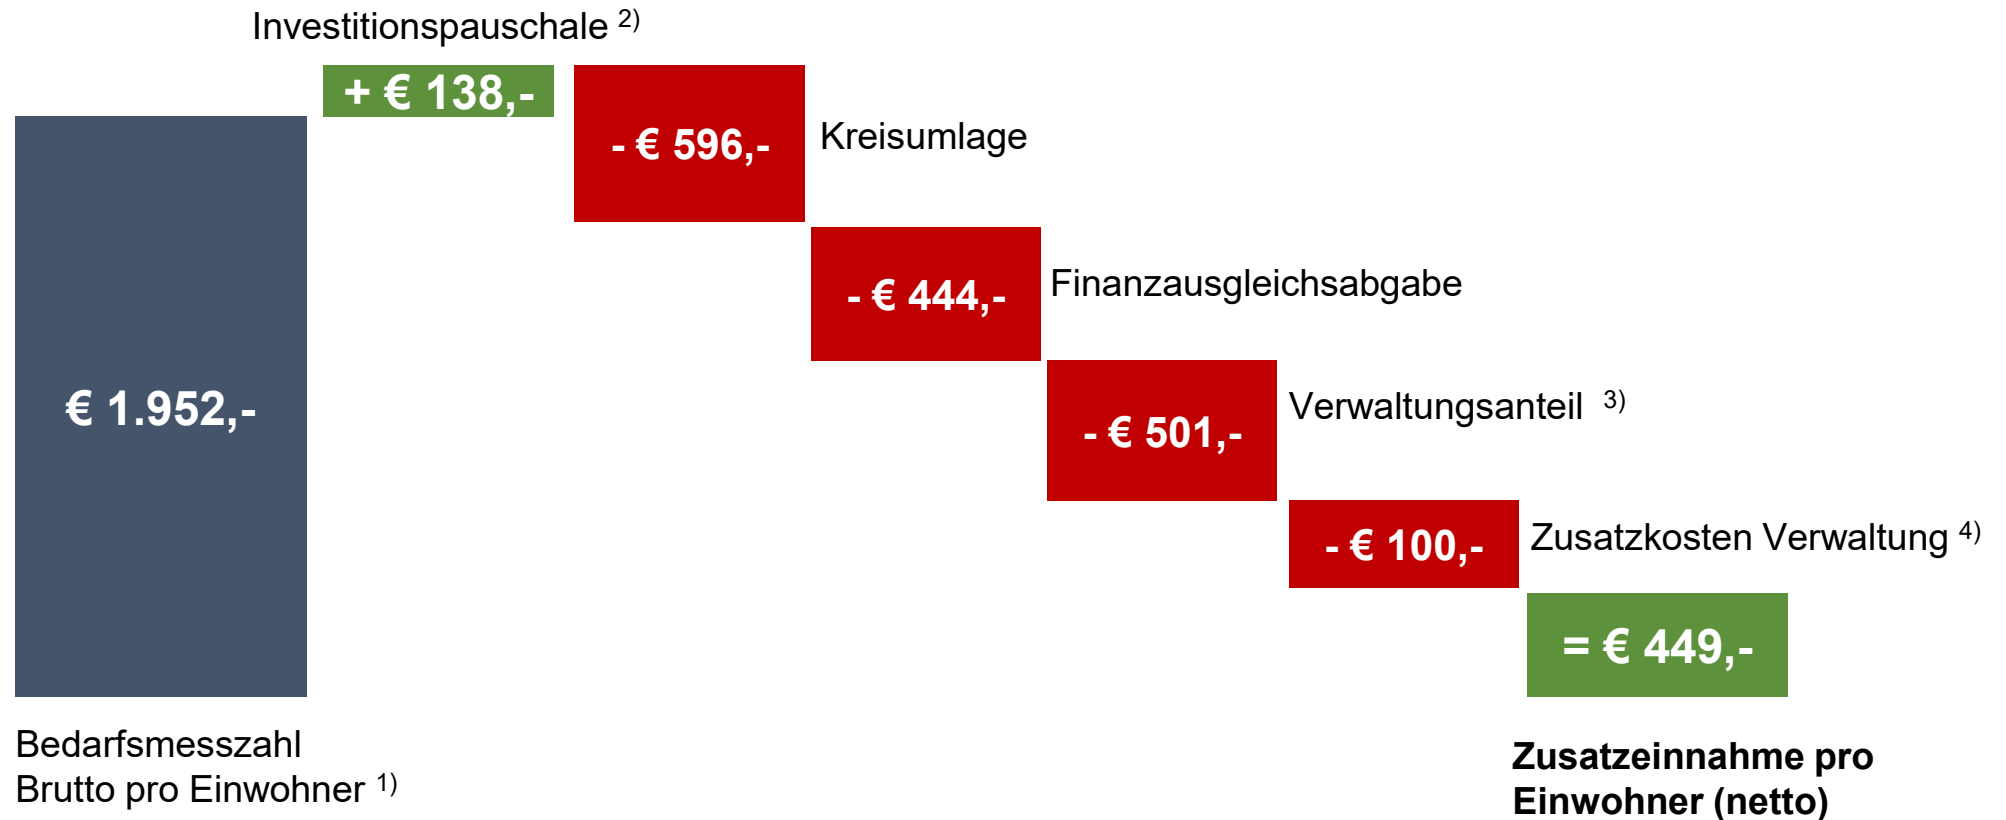 Investitionspauschale 2)
+ € 138,-
- € 596,-
Kreisumlage
- € 444,-
Finanzausgleichsabgabe
€ 1.952,-
- € 501,-
Verwaltungsanteil 3)
- € 100,-
Zusatzkosten Verwaltung 4)
= € 449,-
Bedarfsmesszahl
Brutto pro Einwohner 1)
Zusatzeinnahme pro
Einwohner (netto)